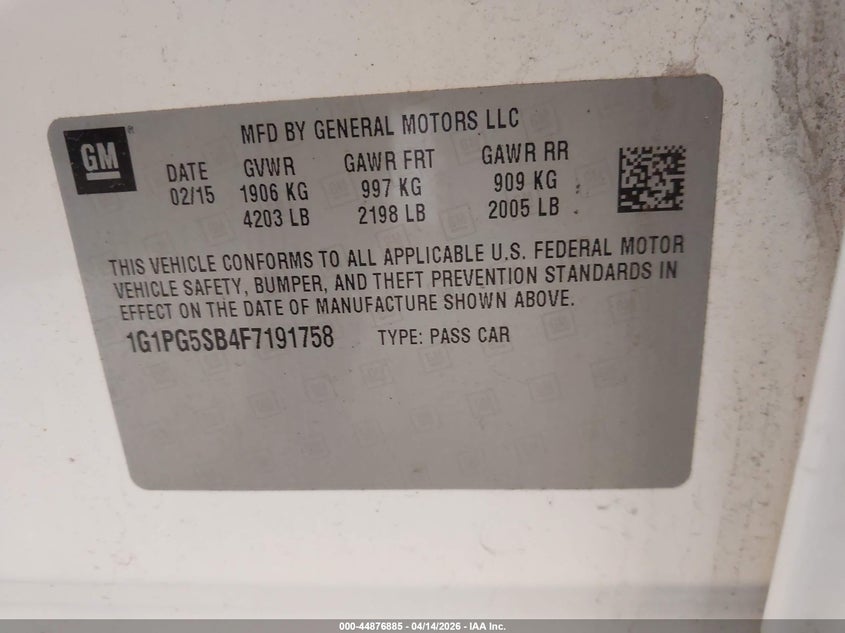 GM
MFD BY GENERAL MOTORS LLC
DATE GVWR GAWR FRT GAWR RR
02/15 1906 KG 997 KG 909 KG
4203 LB 2198 LB 2005 LB
THIS VEHICLE CONFORMS TO ALL APPLICABLE U.S. FEDERAL MOTOR
VEHICLE SAFETY, BUMPER, AND THEFT PREVENTION STANDARDS IN
EFFECT ON THE DATE OF MANUFACTURE SHOWN ABOVE.
1G1PG5SB4F7191758 TYPE: PASS CAR
000-44876885 - 04/14/2026 - IAA Inc.